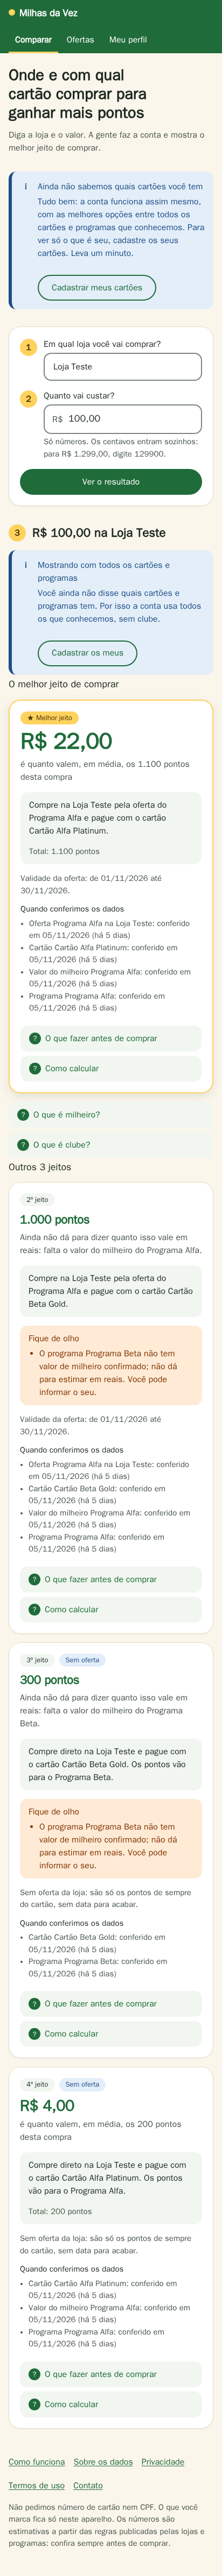 Milhas da Vez
Comparar Ofertas Meu perfil
Onde e com qual
cartão comprar para
ganhar mais pontos
Diga a loja e o valor. A gente faz a conta e mostra o
melhor jeito de comprar.
i Ainda não sabemos quais cartões você tem
Tudo bem: a conta funciona assim mesmo,
com as melhores opções entre todos os
cartões e programas que conhecemos. Para
ver só o que é seu, cadastre os seus
cartões. Leva um minuto.
Cadastrar meus cartões
1 Em qual loja você vai comprar?
Loja Teste
2 Quanto vai custar?
R$ 100,00
Só números. Os centavos entram sozinhos:
para R$ 1.299,00, digite 129900.
Ver o resultado
3 R$ 100,00 na Loja Teste
i Mostrando com todos os cartões e
programas
Você ainda não disse quais cartões e
programas tem. Por isso a conta usa todos
os que conhecemos, sem clube.
Cadastrar os meus
O melhor jeito de comprar
★ Melhor jeito
R$ 22,00
é quanto valem, em média, os 1.100 pontos
desta compra
Compre na Loja Teste pela oferta do
Programa Alfa e pague com o cartão
Cartão Alfa Platinum.
Total: 1.100 pontos
Validade da oferta: de 01/11/2026 até
30/11/2026.
Quando conferimos os dados
• Oferta Programa Alfa na Loja Teste: conferido
em 05/11/2026 (há 5 dias)
• Cartão Cartão Alfa Platinum: conferido em
05/11/2026 (há 5 dias)
• Valor do milheiro Programa Alfa: conferido em
05/11/2026 (há 5 dias)
• Programa Programa Alfa: conferido em
05/11/2026 (há 5 dias)
? O que fazer antes de comprar
? Como calcular
? O que é milheiro?
? O que é clube?
Outros 3 jeitos
2º jeito
1.000 pontos
Ainda não dá para dizer quanto isso vale em
reais: falta o valor do milheiro do Programa Alfa.
Compre na Loja Teste pela oferta do
Programa Alfa e pague com o cartão Cartão
Beta Gold.
Fique de olho
• O programa Programa Beta não tem
valor de milheiro confirmado; não dá
para estimar em reais. Você pode
informar o seu.
Validade da oferta: de 01/11/2026 até
30/11/2026.
Quando conferimos os dados
• Oferta Programa Alfa na Loja Teste: conferido
em 05/11/2026 (há 5 dias)
• Cartão Cartão Beta Gold: conferido em
05/11/2026 (há 5 dias)
• Valor do milheiro Programa Alfa: conferido em
05/11/2026 (há 5 dias)
• Programa Programa Alfa: conferido em
05/11/2026 (há 5 dias)
? O que fazer antes de comprar
? Como calcular
3º jeito Sem oferta
300 pontos
Ainda não dá para dizer quanto isso vale em
reais: falta o valor do milheiro do Programa
Beta.
Compre direto na Loja Teste e pague com
o cartão Cartão Beta Gold. Os pontos vão
para o Programa Beta.
Fique de olho
• O programa Programa Beta não tem
valor de milheiro confirmado; não dá
para estimar em reais. Você pode
informar o seu.
Sem oferta da loja: são só os pontos de sempre
do cartão, sem data para acabar.
Quando conferimos os dados
• Cartão Cartão Beta Gold: conferido em
05/11/2026 (há 5 dias)
• Programa Programa Beta: conferido em
05/11/2026 (há 5 dias)
? O que fazer antes de comprar
? Como calcular
4º jeito Sem oferta
R$ 4,00
é quanto valem, em média, os 200 pontos
desta compra
Compre direto na Loja Teste e pague com
o cartão Cartão Alfa Platinum. Os pontos
vão para o Programa Alfa.
Total: 200 pontos
Sem oferta da loja: são só os pontos de sempre
do cartão, sem data para acabar.
Quando conferimos os dados
• Cartão Cartão Alfa Platinum: conferido em
05/11/2026 (há 5 dias)
• Valor do milheiro Programa Alfa: conferido em
05/11/2026 (há 5 dias)
• Programa Programa Alfa: conferido em
05/11/2026 (há 5 dias)
? O que fazer antes de comprar
? Como calcular
Como funciona Sobre os dados Privacidade
Termos de uso Contato
Não pedimos número de cartão nem CPF. O que você
marca fica só neste aparelho. Os números são
estimativas a partir das regras publicadas pelas lojas e
programas: confira sempre antes de comprar.